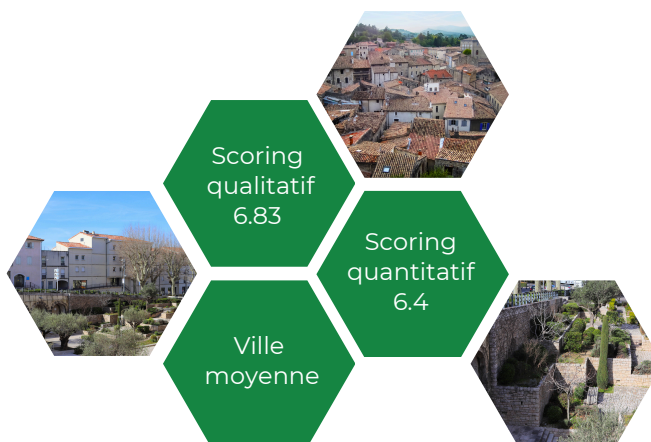 Scoring
qualitatif
6.83
Scoring
quantitatif
6.4
Ville
moyenne